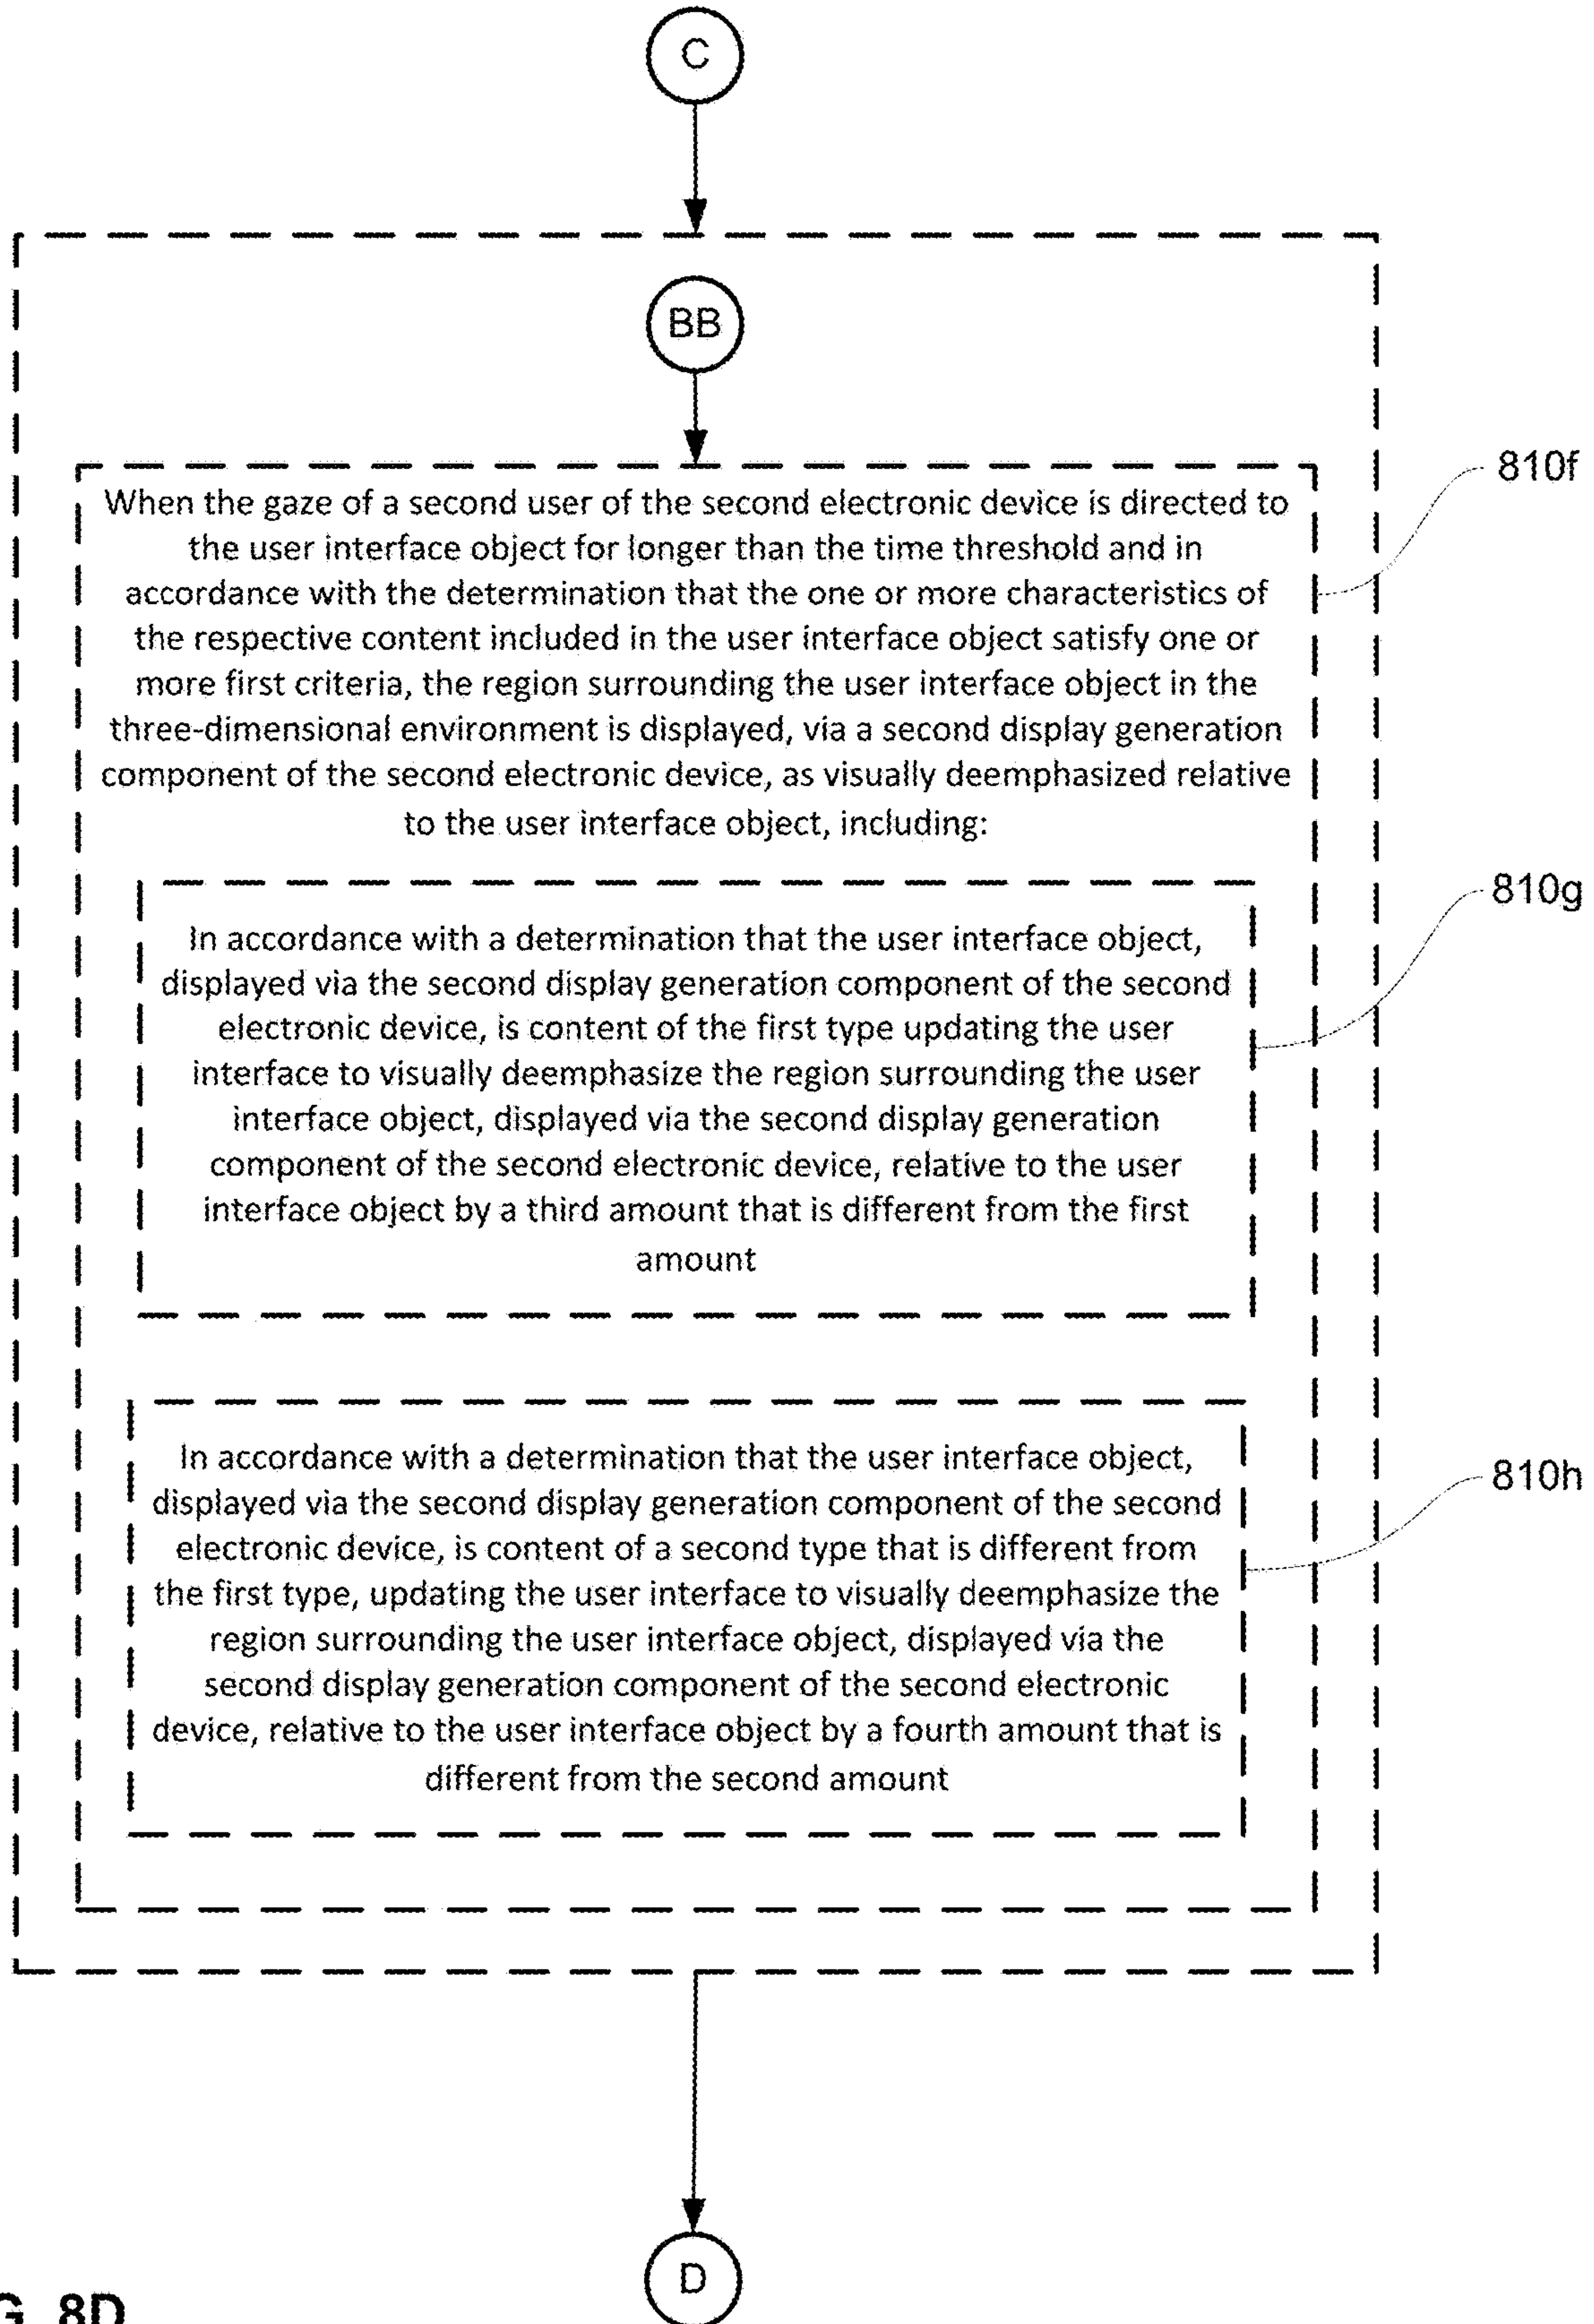 C
BB
When the gaze of a second user of the second electronic device is directed to
the user interface object for longer than the time threshold and in
accordance with the determination that the one or more characteristics of
the respective content included in the user interface object satisfy one or
more first criteria, the region surrounding the user interface object in the
three-dimensional environment is displayed, via a second display generation
component of the second electronic device, as visually deemphasized relative
to the user interface object, including:
810f
In accordance with a determination that the user interface object,
displayed via the second display generation component of the second
electronic device, is content of the first type updating the user
interface to visually deemphasize the region surrounding the user
interface object, displayed via the second display generation
component of the second electronic device, relative to the user
interface object by a third amount that is different from the first
amount
810g
In accordance with a determination that the user interface object,
displayed via the second display generation component of the second
electronic device, is content of a second type that is different from
the first type, updating the user interface to visually deemphasize the
region surrounding the user interface object, displayed via the
second display generation component of the second electronic
device, relative to the user interface object by a fourth amount that is
different from the second amount
810h
D
G. 8D